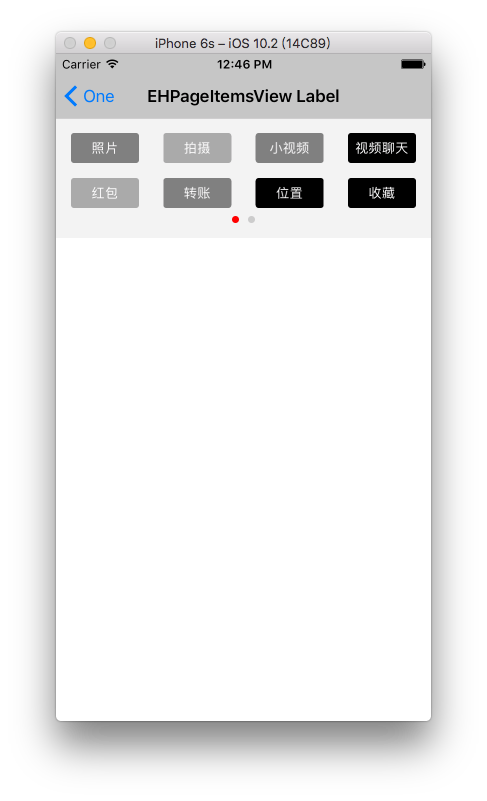 iPhone 6s – iOS 10.2 (14C89)
Carrier 12:46 PM
One EHPageItemsView Label
照片 拍摄 小视频 视频聊天
红包 转账 位置 收藏